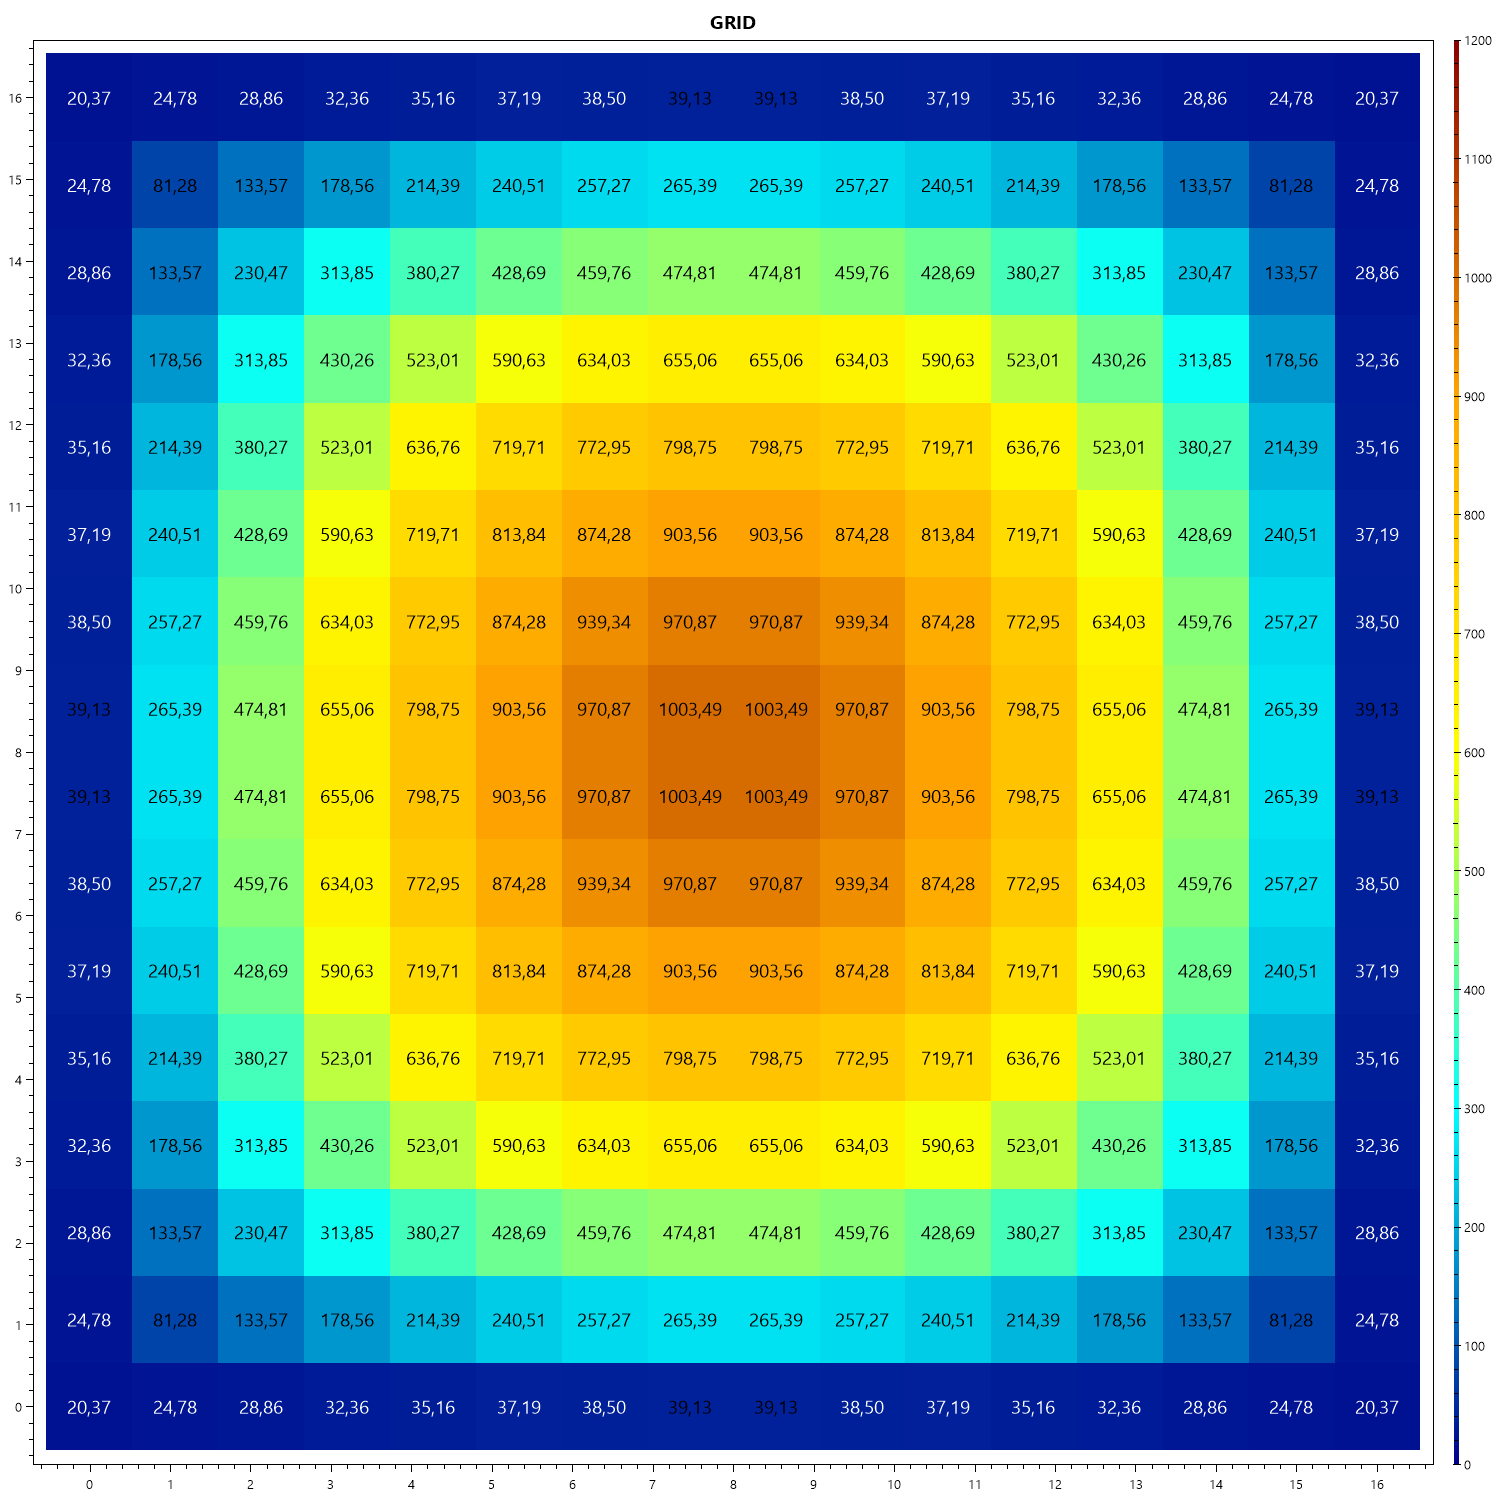 GRID
1200
16 20,37 24,78 28,86 32,36 35,16 37,19 38,50 39,13 39,13 38,50 37,19 35,16 32,36 28,86 24,78 20,37
1100
15 24,78 81,28 133,57 178,56 214,39 240,51 257,27 265,39 265,39 257,27 240,51 214,39 178,56 133,57 81,28 24,78
14 28,86 133,57 230,47 313,85 380,27 428,69 459,76 474,81 474,81 459,76 428,69 380,27 313,85 230,47 133,57 28,86
1000
13 32,36 178,56 313,85 430,26 523,01 590,63 634,03 655,06 655,06 634,03 590,63 523,01 430,26 313,85 178,56 32,36
900
12 35,16 214,39 380,27 523,01 636,76 719,71 772,95 798,75 798,75 772,95 719,71 636,76 523,01 380,27 214,39 35,16
11 800
37,19 240,51 428,69 590,63 719,71 813,84 874,28 903,56 903,56 874,28 813,84 719,71 590,63 428,69 240,51 37,19
10
38,50 257,27 459,76 634,03 772,95 874,28 939,34 970,87 970,87 939,34 874,28 772,95 634,03 459,76 257,27 38,50
700
9
39,13 265,39 474,81 655,06 798,75 903,56 970,87 1003,49 1003,49 970,87 903,56 798,75 655,06 474,81 265,39 39,13
8 600
39,13 265,39 474,81 655,06 798,75 903,56 970,87 1003,49 1003,49 970,87 903,56 798,75 655,06 474,81 265,39 39,13
7
500
38,50 257,27 459,76 634,03 772,95 874,28 939,34 970,87 970,87 939,34 874,28 772,95 634,03 459,76 257,27 38,50
6
37,19 240,51 428,69 590,63 719,71 813,84 874,28 903,56 903,56 874,28 813,84 719,71 590,63 428,69 240,51 37,19
400
5
35,16 214,39 380,27 523,01 636,76 719,71 772,95 798,75 798,75 772,95 719,71 636,76 523,01 380,27 214,39 35,16
4
300
32,36 178,56 313,85 430,26 523,01 590,63 634,03 655,06 655,06 634,03 590,63 523,01 430,26 313,85 178,56 32,36
3
200
28,86 133,57 230,47 313,85 380,27 428,69 459,76 474,81 474,81 459,76 428,69 380,27 313,85 230,47 133,57 28,86
2
24,78 81,28 133,57 178,56 214,39 240,51 257,27 265,39 265,39 257,27 240,51 214,39 178,56 133,57 81,28 24,78
1
100
0 20,37 24,78 28,86 32,36 35,16 37,19 38,50 39,13 39,13 38,50 37,19 35,16 32,36 28,86 24,78 20,37
0
0 1 2 3 4 5 6 7 8 9 10 11 12 13 14 15 16